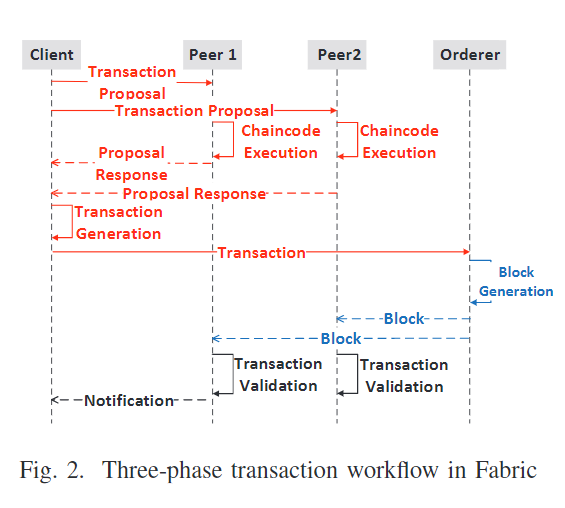 Client
Peer 1
Peer2
Orderer
Transaction
Proposal
Transaction Proposal
Chaincode
Execution
Chaincode
Execution
Proposal
Response
Proposal Response
Transaction
Generation
Transaction
Block
Generation
Block
Block
Transaction
Validation
Transaction
Validation
Notification
Fig. 2. Three-phase transaction workflow in Fabric